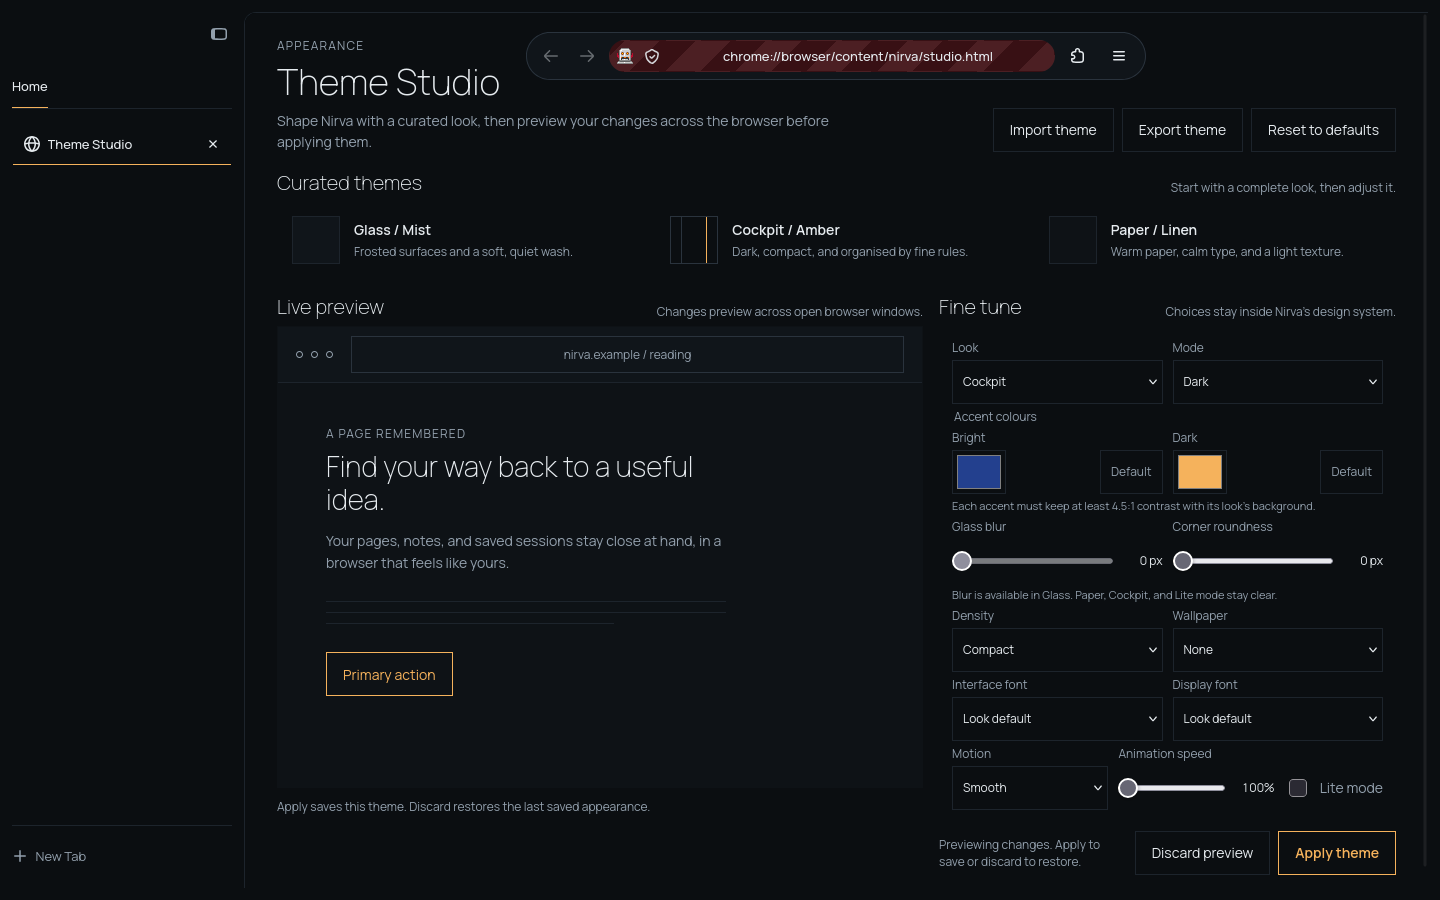 APPEARANCE
chrome://browser/content/nirva/studio.html
Theme Studio
Home
Shape Nirva with a curated look, then preview your changes across the browser before
applying them.
Import theme
Export theme
Reset to defaults
Theme Studio
Curated themes
Start with a complete look, then adjust it.
Glass / Mist
Frosted surfaces and a soft, quiet wash.
Cockpit / Amber
Dark, compact, and organised by fine rules.
Paper / Linen
Warm paper, calm type, and a light texture.
Live preview
Changes preview across open browser windows.
Fine tune
Choices stay inside Nirva's design system.
nirva.example / reading
A PAGE REMEMBERED
Find your way back to a useful
idea.
Your pages, notes, and saved sessions stay close at hand, in a
browser that feels like yours.
Primary action
Apply saves this theme. Discard restores the last saved appearance.
Look
Mode
Cockpit
Dark
Accent colours
Bright
Dark
Default
Default
Each accent must keep at least 4.5:1 contrast with its look's background.
Glass blur
Corner roundness
0 px
0 px
Blur is available in Glass. Paper, Cockpit, and Lite mode stay clear.
Density
Wallpaper
Compact
None
Interface font
Display font
Look default
Look default
Motion
Animation speed
Smooth
100%
Lite mode
Previewing changes. Apply to
save or discard to restore.
Discard preview
Apply theme
New Tab